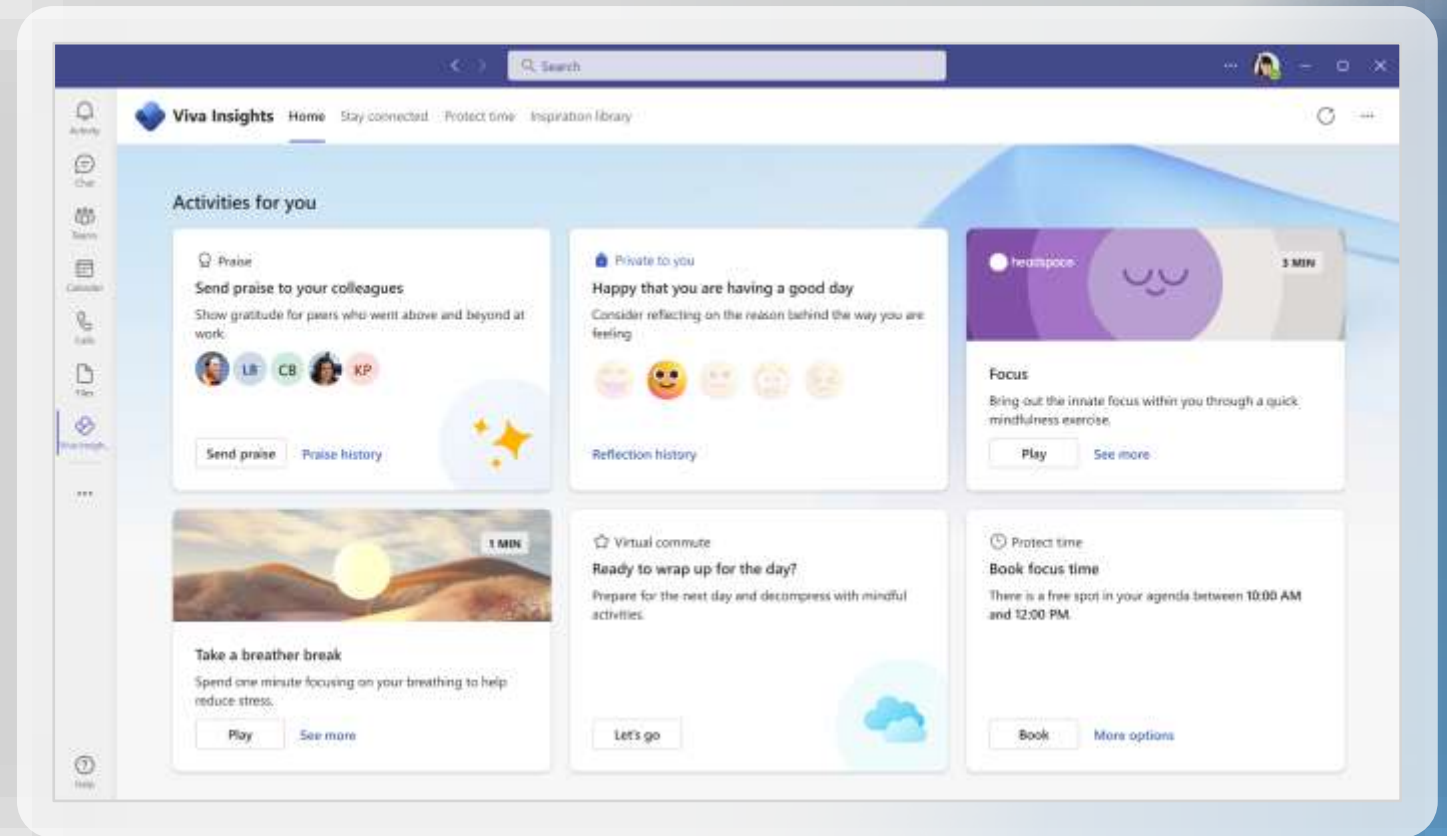 Search
Activity
Chat
Teams
Calendar
Calls
Files
Help
Viva Insights Home Stay connected Protect time Inspiration library
Activities for you
Praise
Send praise to your colleagues
Show gratitude for peers who went above and beyond at
work.
LB CB KP
Send praise Praise history
Private to you
Happy that you are having a good day
Consider reflecting on the reason behind the way you are
feeling
Reflection history
headspace 3 MIN
Focus
Bring out the innate focus within you through a quick
mindfulness exercise.
Play See more
1 MIN
Take a breather break
Spend one minute focusing on your breathing to help
reduce stress.
Play See more
Virtual commute
Ready to wrap up for the day?
Prepare for the next day and decompress with mindful
activities.
Let's go
Protect time
Book focus time
There is a free spot in your agenda between 10:00 AM
and 12:00 PM.
Book More options